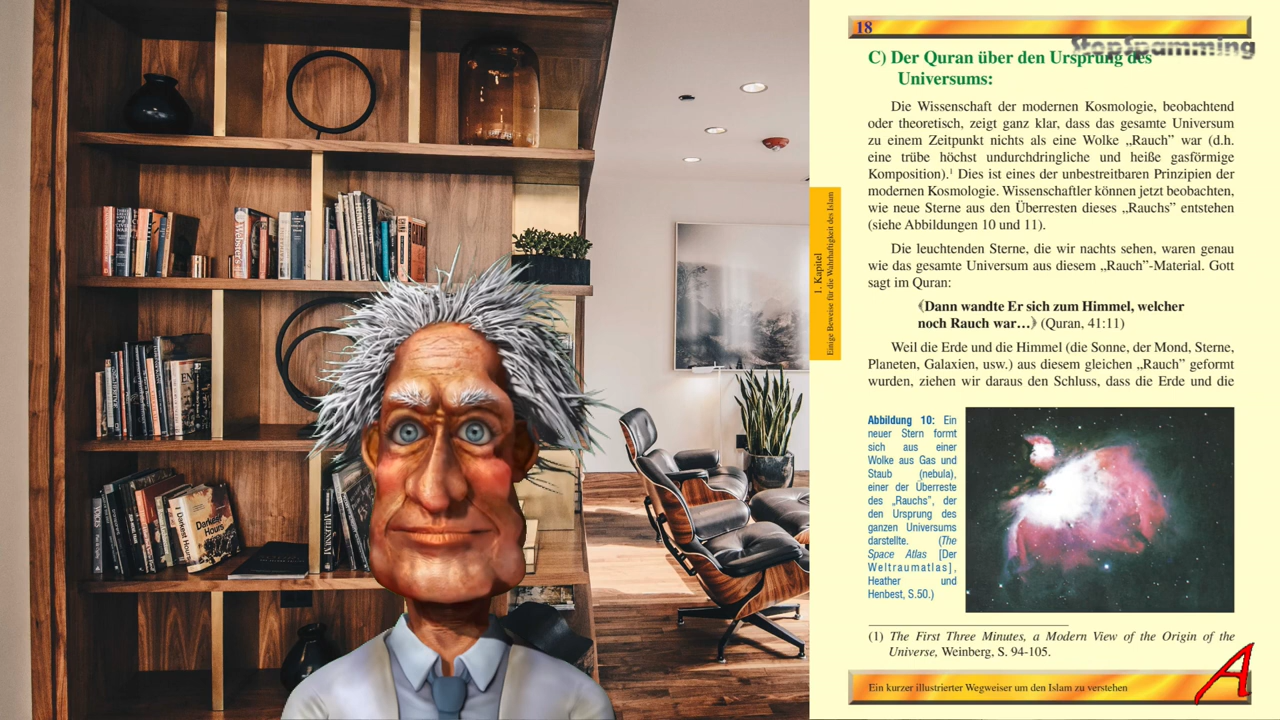 18
StopSpamming
C) Der Quran über den Ursprung des
Universums:
Die Wissenschaft der modernen Kosmologie, beobachtend
oder theoretisch, zeigt ganz klar, dass das gesamte Universum
zu einem Zeitpunkt nichts als eine Wolke „Rauch” war (d.h.
eine trübe höchst undurchdringliche und heiße gasförmige
Komposition).¹ Dies ist eines der unbestreitbaren Prinzipien der
modernen Kosmologie. Wissenschaftler können jetzt beobachten,
wie neue Sterne aus den Überresten dieses „Rauchs” entstehen
(siehe Abbildungen 10 und 11).
Die leuchtenden Sterne, die wir nachts sehen, waren genau
wie das gesamte Universum aus diesem „Rauch”-Material. Gott
sagt im Quran:
﴾Dann wandte Er sich zum Himmel, welcher
noch Rauch war…﴿ (Quran, 41:11)
Weil die Erde und die Himmel (die Sonne, der Mond, Sterne,
Planeten, Galaxien, usw.) aus diesem gleichen „Rauch” geformt
wurden, ziehen wir daraus den Schluss, dass die Erde und die
1. Kapitel
Einige Beweise für die Wahrhaftigkeit des Islam
Abbildung 10: Ein
neuer Stern formt
sich aus einer
Wolke aus Gas und
Staub (nebula),
einer der Überreste
des „Rauchs”, der
den Ursprung des
ganzen Universums
darstellte. (The
Space Atlas [Der
Weltraumatlas],
Heather und
Henbest, S.50.)
(1) The First Three Minutes, a Modern View of the Origin of the
Universe, Weinberg, S. 94-105.
Ein kurzer illustrierter Wegweiser um den Islam zu verstehen
A
Darkest
Hours